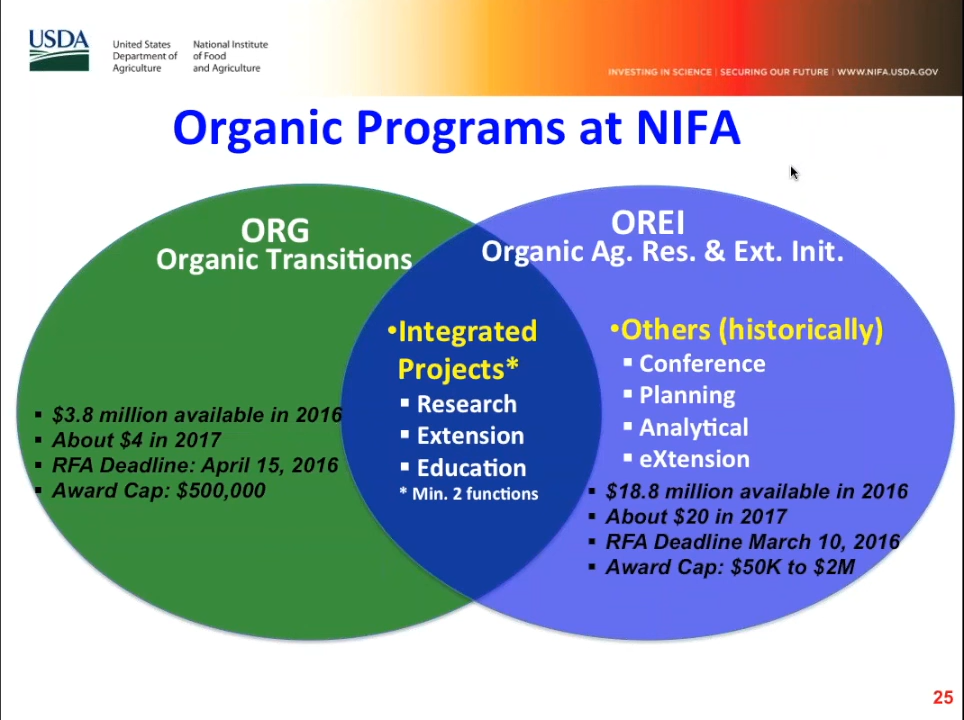 USDA
United States
Department of
Agriculture
National Institute
of Food
and Agriculture
INVESTING IN SCIENCE | SECURING OUR FUTURE | WWW.NIFA.USDA.GOV
Organic Programs at NIFA
ORG
Organic Transitions
▪ $3.8 million available in 2016
▪ About $4 in 2017
▪ RFA Deadline: April 15, 2016
▪ Award Cap: $500,000
•Integrated
Projects*
▪ Research
▪ Extension
▪ Education
* Min. 2 functions
OREI
Organic Ag. Res. & Ext. Init.
•Others (historically)
▪ Conference
▪ Planning
▪ Analytical
▪ eXtension
▪ $18.8 million available in 2016
▪ About $20 in 2017
▪ RFA Deadline March 10, 2016
▪ Award Cap: $50K to $2M
25